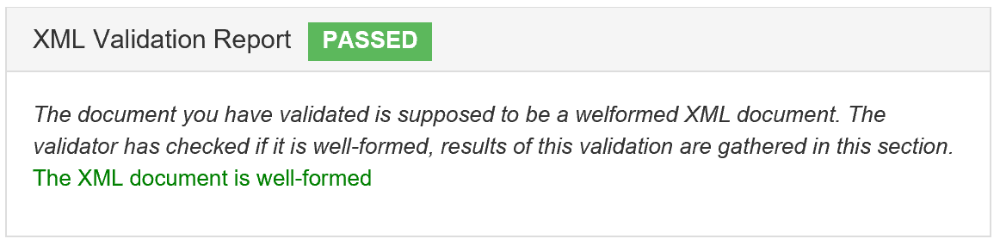 XML Validation Report PASSED
The document you have validated is supposed to be a welformed XML document. The
validator has checked if it is well-formed, results of this validation are gathered in this section.
The XML document is well-formed